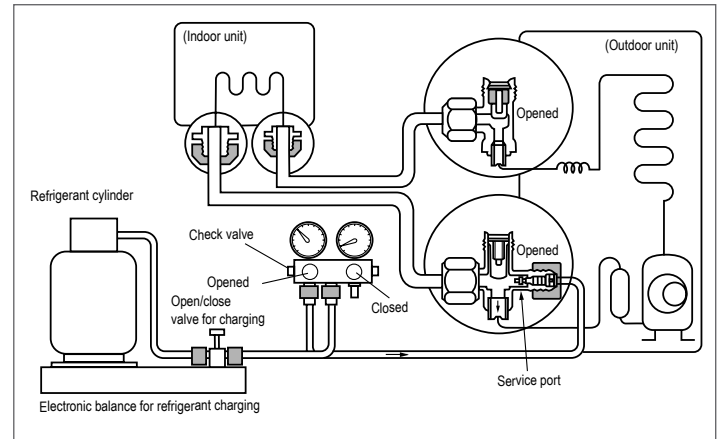 (Indoor unit)
(Outdoor unit)
Opened
Refrigerant cylinder
Check valve
Opened
Opened
Open/close
valve for charging
Closed
Service port
Electronic balance for refrigerant charging